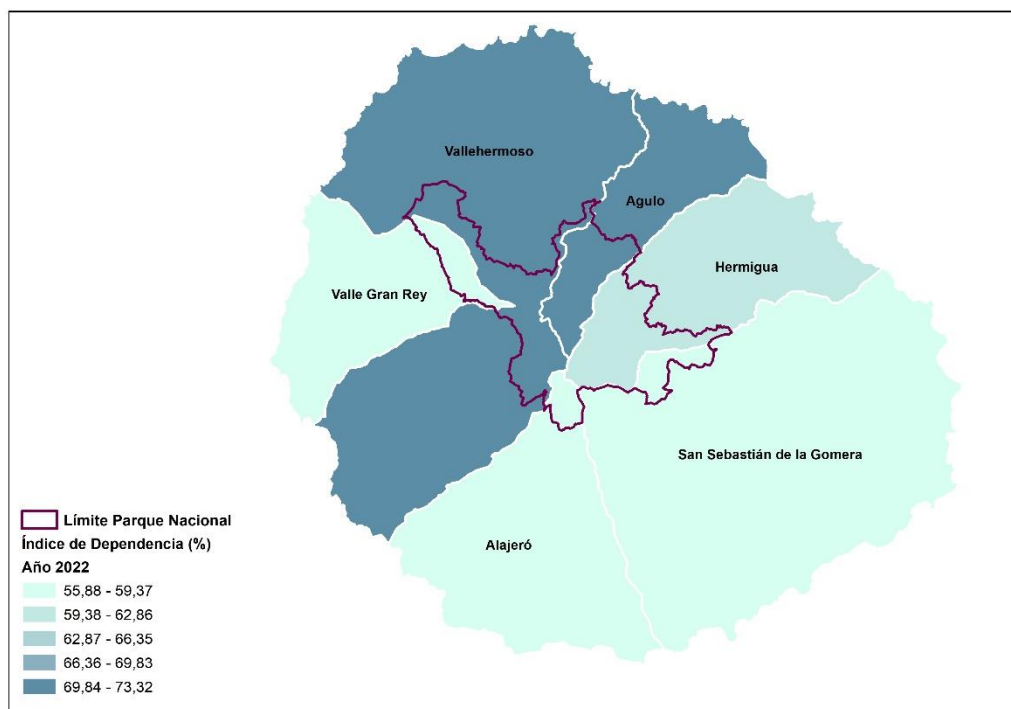 Vallehermoso
Agulo
Hermigua
Valle Gran Rey
San Sebastián de la Gomera
Alajeró
Límite Parque Nacional
Índice de Dependencia (%)
Año 2022
55,88 - 59,37
59,38 - 62,86
62,87 - 66,35
66,36 - 69,83
69,84 - 73,32